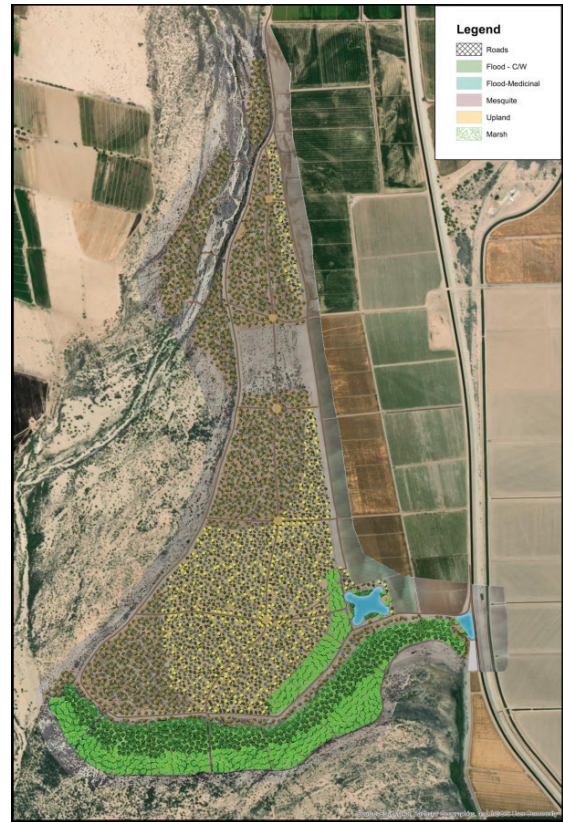 Legend
Roads
Flood - C/W
Flood-Medicinal
Mesquite
Upland
Marsh